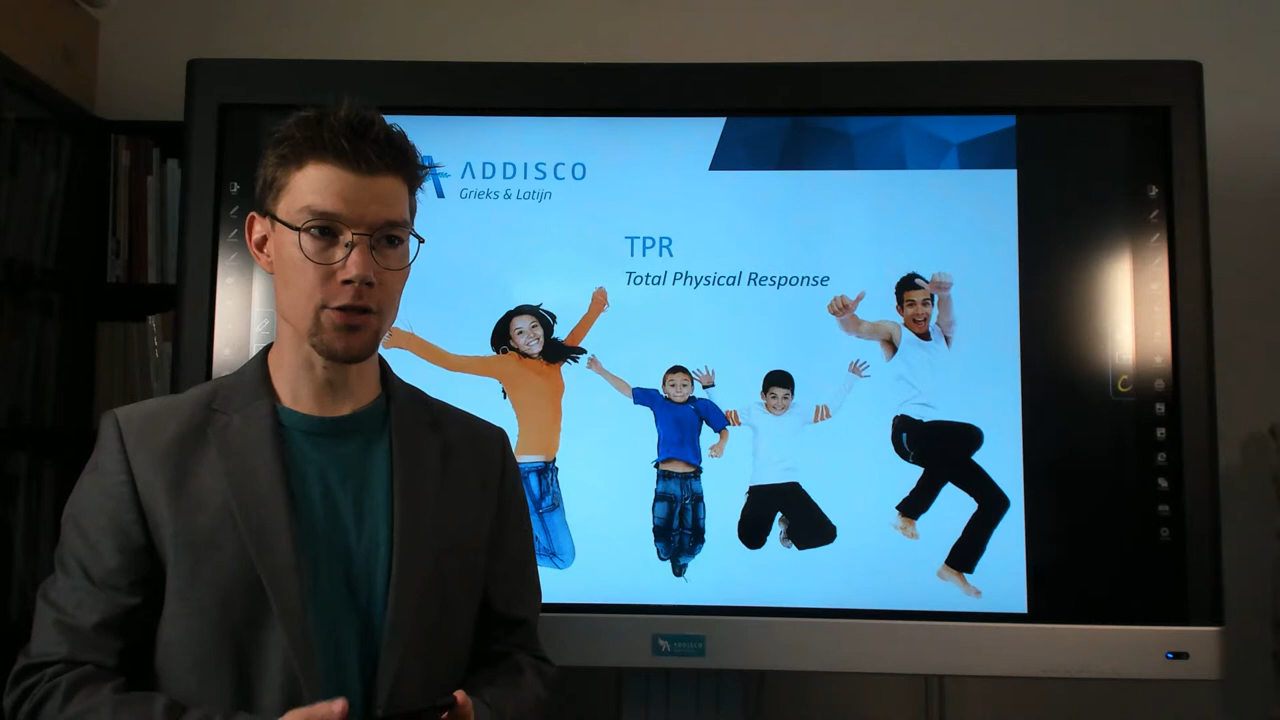 ADDISCO
Grieks & Latijn
TPR
Total Physical Response
ADDISCO